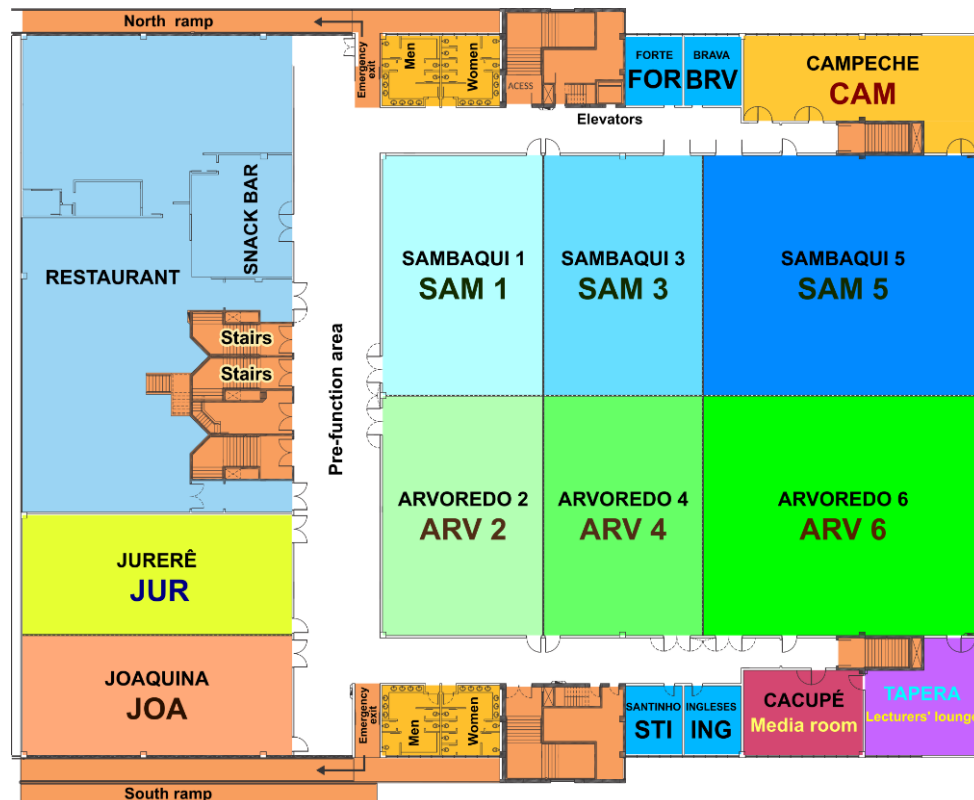 North ramp
Emergency
exit
Men
Women
ACESS
FORTE
FOR
BRAVA
BRV
CAMPECHE
CAM
Elevators
SNACK BAR
RESTAURANT
Stairs
Stairs
Pre-function area
SAMBAQUI 1
SAM 1
SAMBAQUI 3
SAM 3
SAMBAQUI 5
SAM 5
ARVOREDO 2
ARV 2
ARVOREDO 4
ARV 4
ARVOREDO 6
ARV 6
JURERÊ
JUR
JOAQUINA
JOA
Emergency
exit
Men
Women
SANTINHO
STI
INGLESES
ING
CACUPÉ
Media room
TAPERA
Lecturers' lounge
South ramp